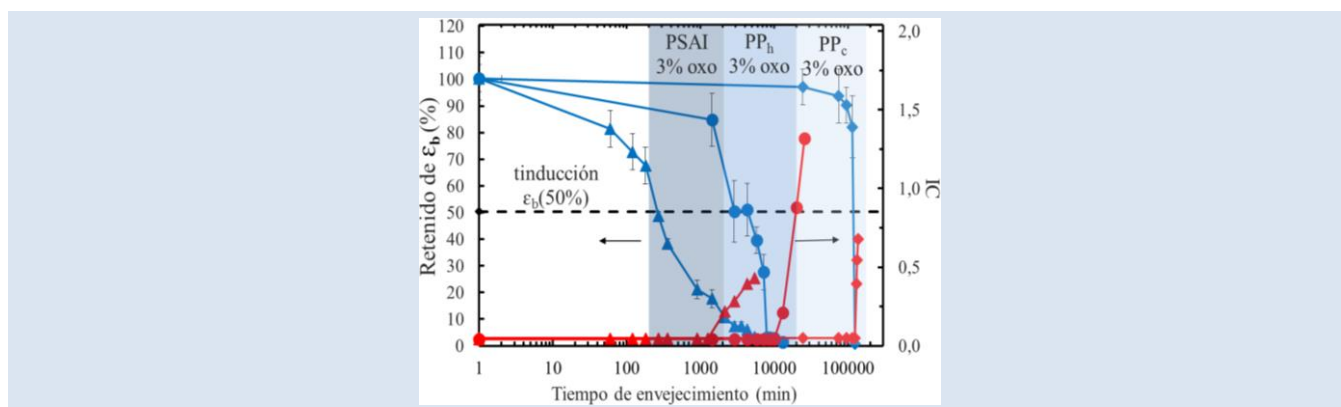 120
110
100
90
80
70
60
50
40
30
20
10
0
Retenido de εb (%)
PSAI
3% oxo
PPh
3% oxo
PPc
3% oxo
tinducción
εb(50%)
2,0
1,5
1,0
0,5
0,0
IC
1 10 100 1000 10000 100000
Tiempo de envejecimiento (min)